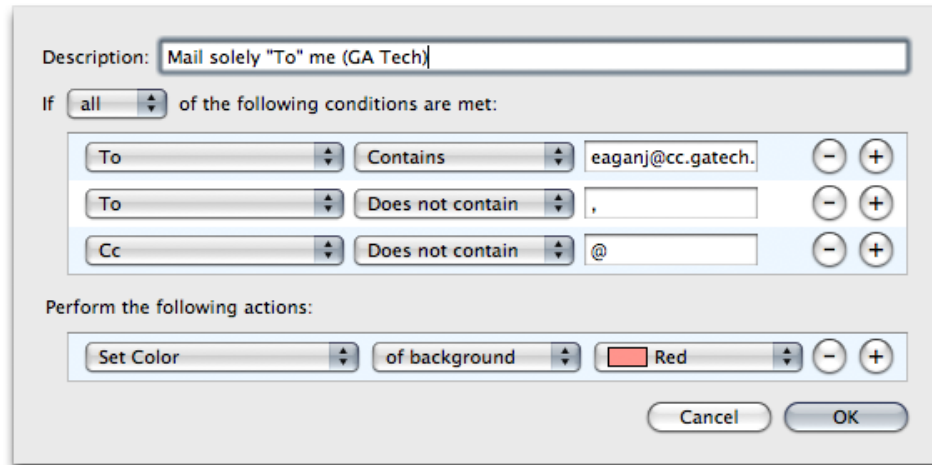 Description: Mail solely "To" me (GA Tech)
If all of the following conditions are met:
To Contains eaganj@cc.gatech.
To Does not contain ,
Cc Does not contain @
Perform the following actions:
Set Color of background Red
Cancel OK